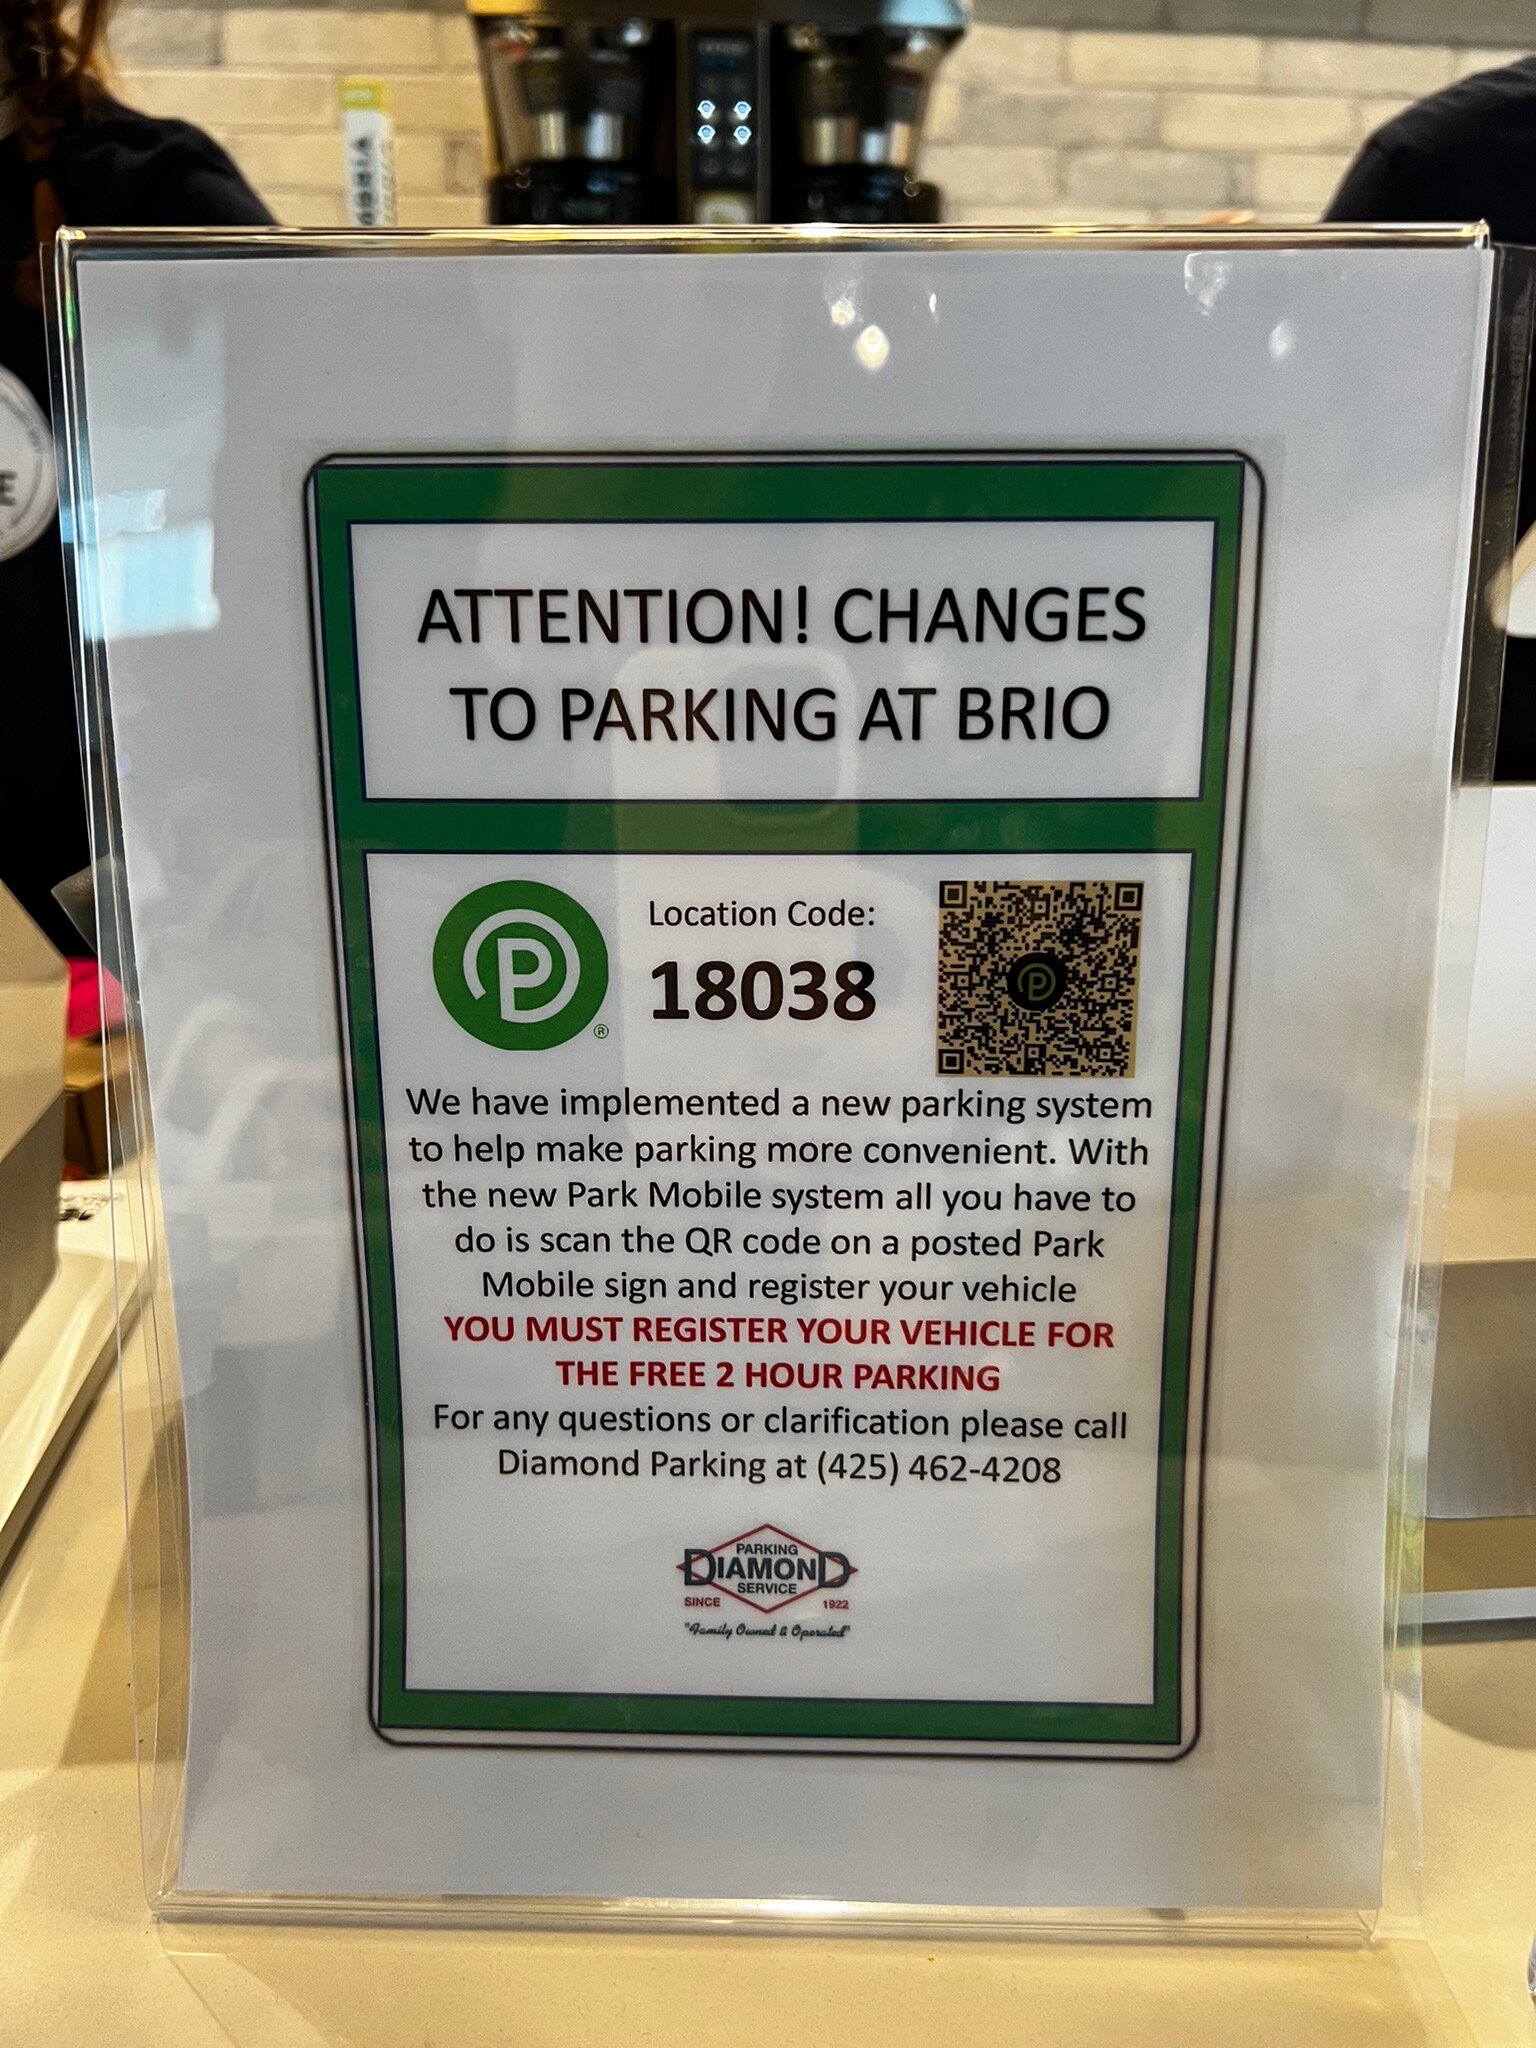 ATTENTION! CHANGES
TO PARKING AT BRIO
Location Code:
18038
P
®
We have implemented a new parking system
to help make parking more convenient. With
the new Park Mobile system all you have to
do is scan the QR code on a posted Park
Mobile sign and register your vehicle
YOU MUST REGISTER YOUR VEHICLE FOR
THE FREE 2 HOUR PARKING
For any questions or clarification please call
Diamond Parking at (425) 462-4208
PARKING
DIAMOND
SERVICE
SINCE 1922
"Family Owned & Operated"
E